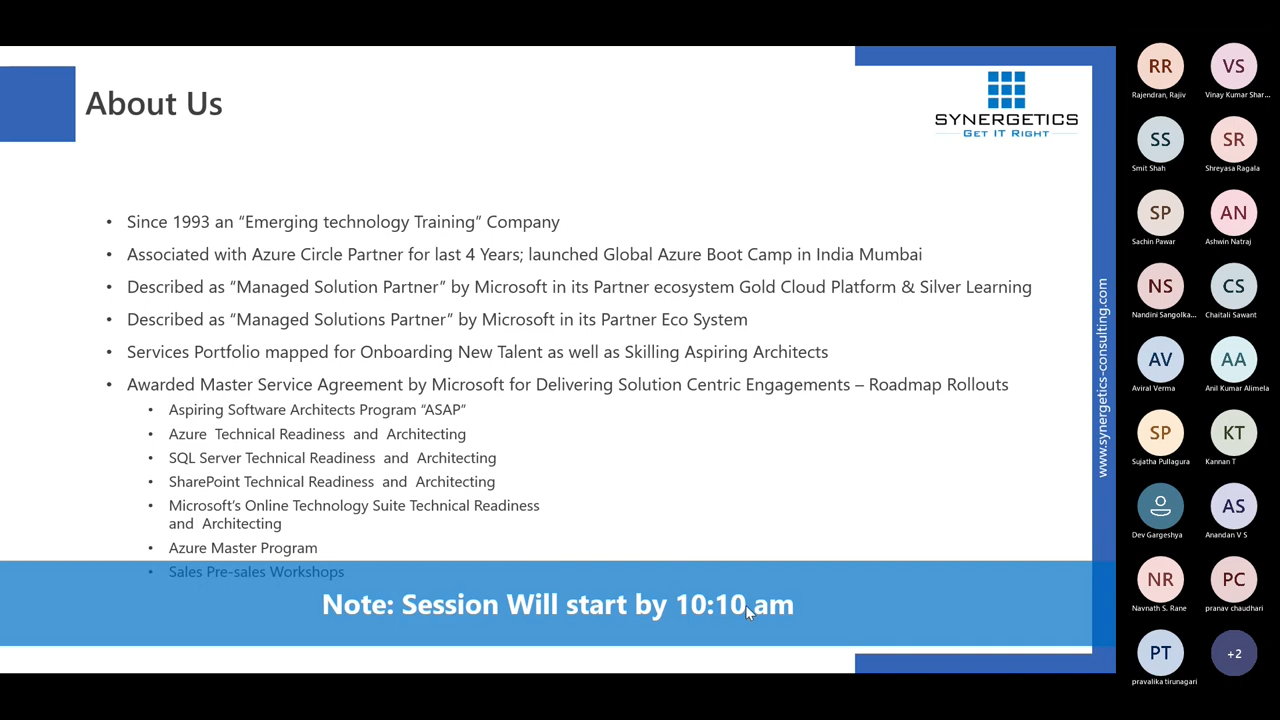 About Us
SYNERGETICS
GET IT RIGHT
• Since 1993 an “Emerging technology Training” Company
• Associated with Azure Circle Partner for last 4 Years; launched Global Azure Boot Camp in India Mumbai
• Described as “Managed Solution Partner” by Microsoft in its Partner ecosystem Gold Cloud Platform & Silver Learning
• Described as “Managed Solutions Partner” by Microsoft in its Partner Eco System
• Services Portfolio mapped for Onboarding New Talent as well as Skilling Aspiring Architects
• Awarded Master Service Agreement by Microsoft for Delivering Solution Centric Engagements – Roadmap Rollouts
• Aspiring Software Architects Program “ASAP”
• Azure Technical Readiness and Architecting
• SQL Server Technical Readiness and Architecting
• SharePoint Technical Readiness and Architecting
• Microsoft’s Online Technology Suite Technical Readiness
and Architecting
• Azure Master Program
• Sales Pre-sales Workshops
Note: Session Will start by 10:10 am
www.synergetics-consulting.com
RR
Rajendran, Rajiv
VS
Vinay Kumar Shar...
SS
Smit Shah
SR
Shreyasa Ragala
SP
Sachin Pawar
AN
Ashwin Natraj
NS
Nandini Sangolka...
CS
Chaitali Sawant
AV
Aviral Verma
AA
Anil Kumar Alimela
SP
Sujatha Pullagura
KT
Kannan T
Dev Gargeshya
AS
Anandan V S
NR
Navnath S. Rane
PC
pranav chaudhari
PT
pravalika tirunagari
+2